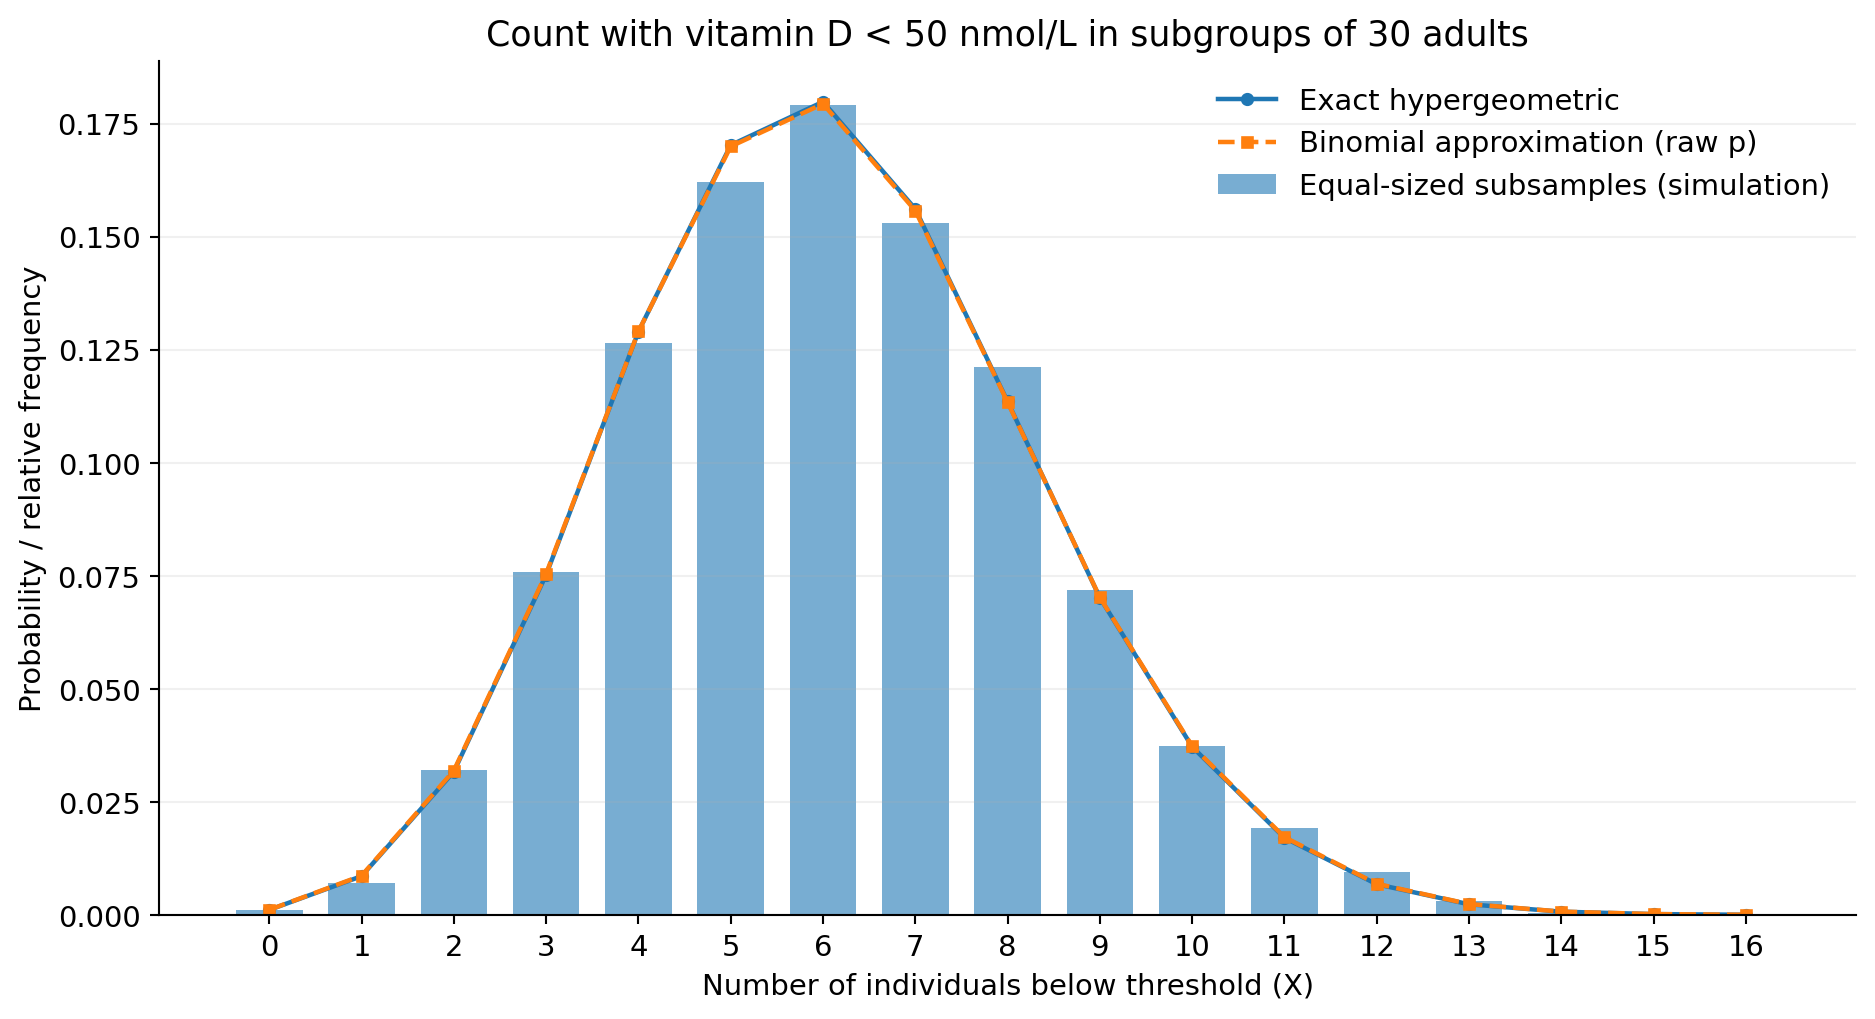 Count with vitamin D < 50 nmol/L in subgroups of 30 adults
Exact hypergeometric
Binomial approximation (raw p)
Equal-sized subsamples (simulation)
Probability / relative frequency
0.175
0.150
0.125
0.100
0.075
0.050
0.025
0.000
0 1 2 3 4 5 6 7 8 9 10 11 12 13 14 15 16
Number of individuals below threshold (X)